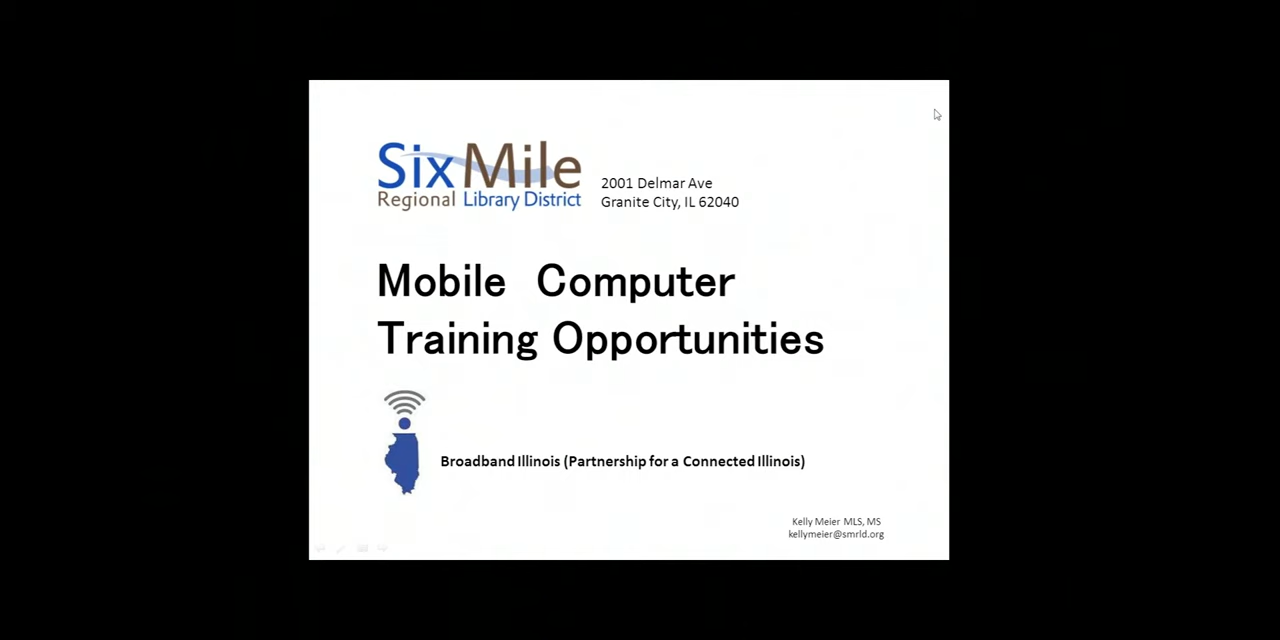 Six Mile
Regional Library District
2001 Delmar Ave
Granite City, IL 62040
Mobile Computer
Training Opportunities
Broadband Illinois (Partnership for a Connected Illinois)
Kelly Meier MLS, MS
kellymeier@smrld.org